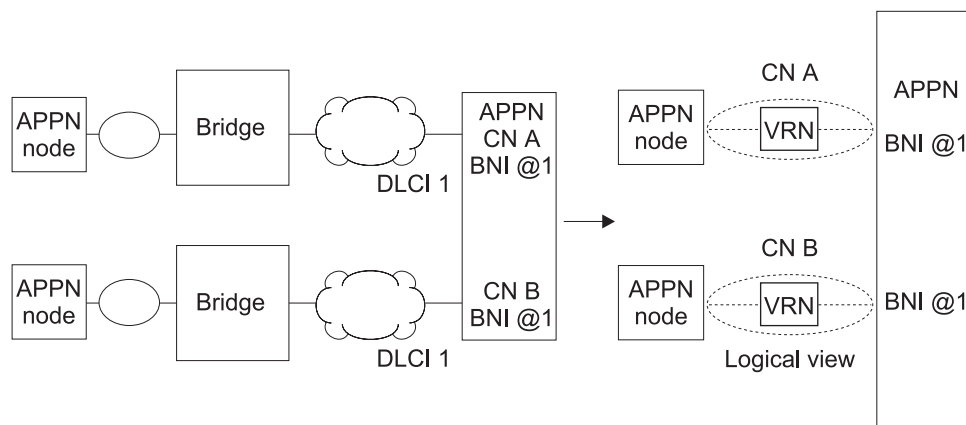 APPN
node
Bridge
DLCI 1
APPN
CN A
BNI @1
APPN
node
Bridge
DLCI 1
CN B
BNI @1
CN A
APPN
node
VRN
APPN
BNI @1
CN B
APPN
node
VRN
BNI @1
Logical view